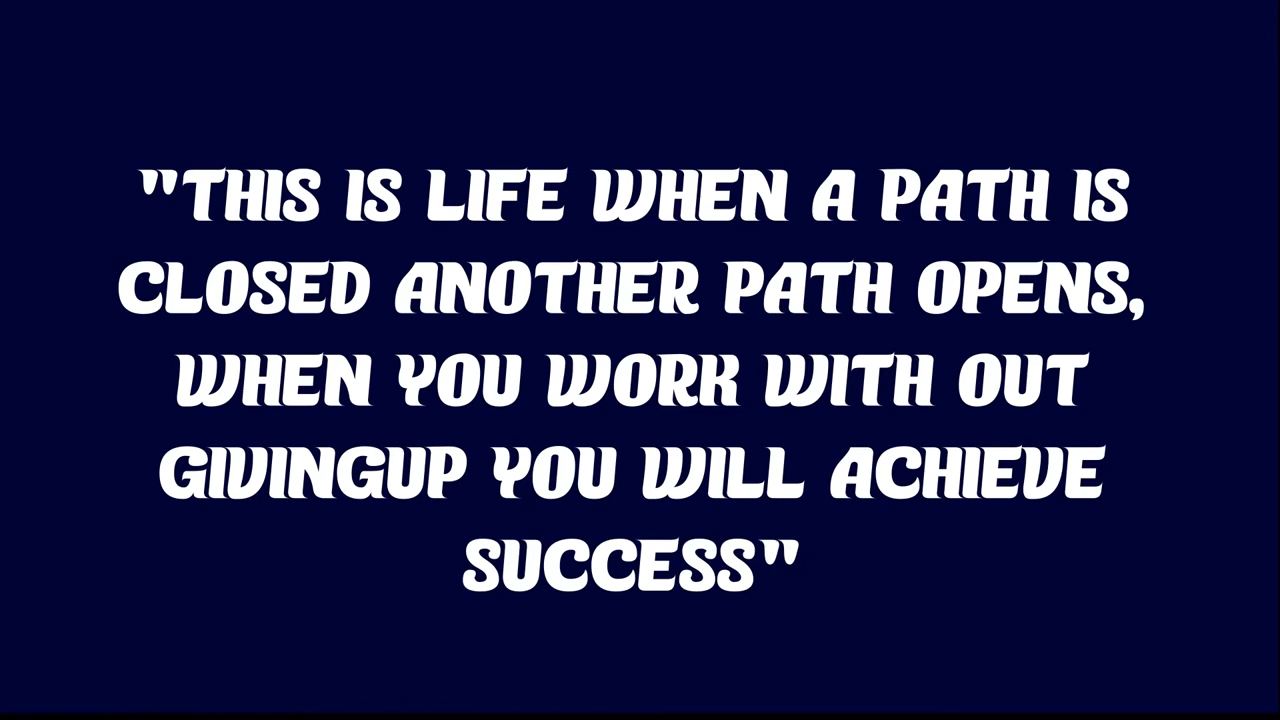 "THIS IS LIFE WHEN A PATH IS
CLOSED ANOTHER PATH OPENS,
WHEN YOU WORK WITH OUT
GIVINGUP YOU WILL ACHIEVE
SUCCESS"